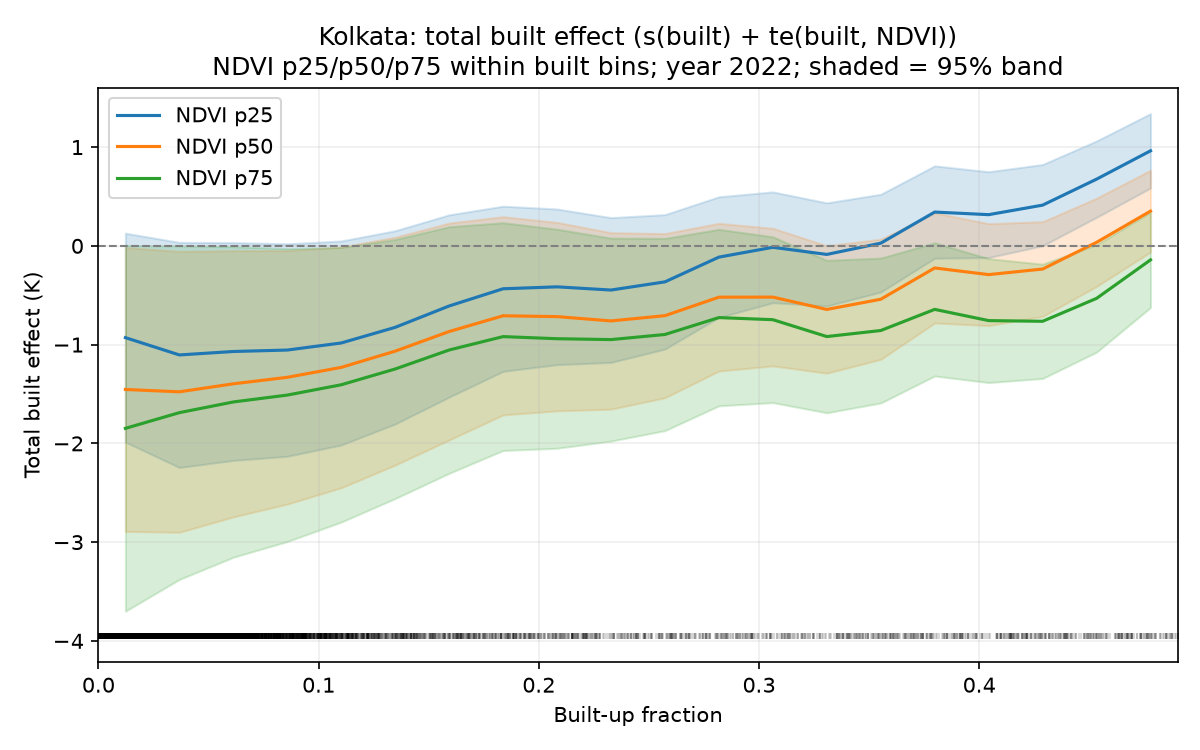 Kolkata: total built effect (s(built) + te(built, NDVI))
NDVI p25/p50/p75 within built bins; year 2022; shaded = 95% band
NDVI p25
NDVI p50
NDVI p75
1
0
−1
−2
−3
−4
Total built effect (K)
0.0
0.1
0.2
0.3
0.4
Built-up fraction